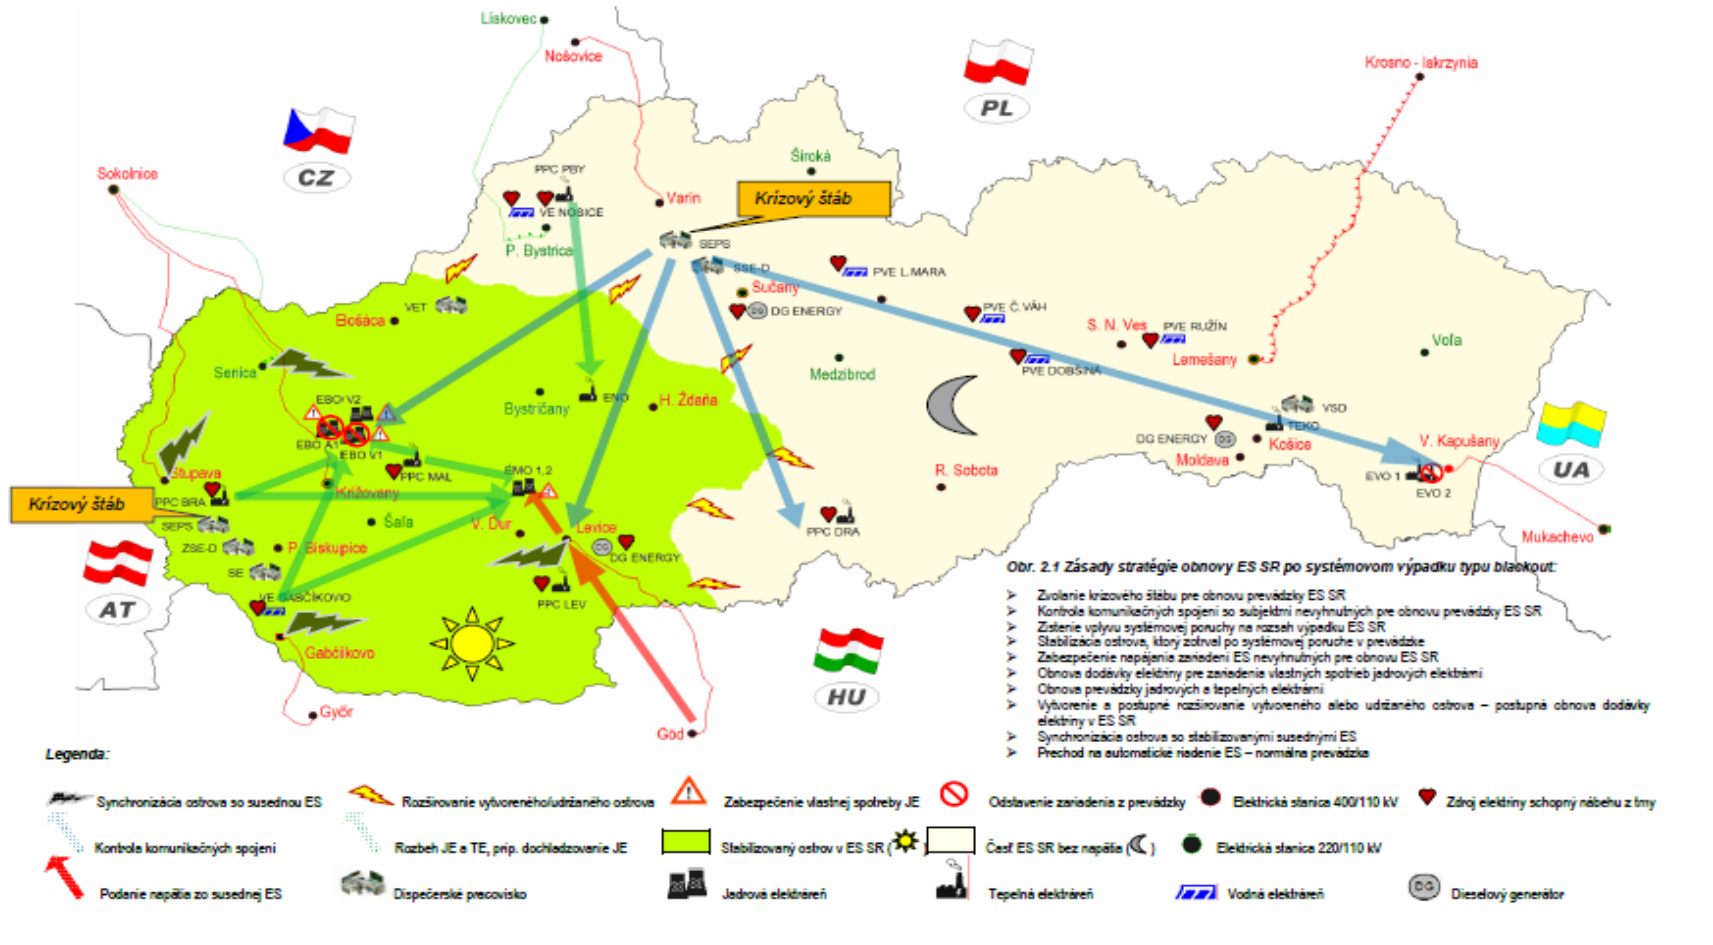 Lískovec
Nošovice
PL
Krosno - Iskrzynia
CZ
Sokolnice
Široká
PPC PBY
Varín
Krízový štáb
VE NOSICE
P. Bystrica
SEPS
SSE-D
PVE L.MARA
Sučany
DG ENERGY
VET
Bošáca
PVE Č.VÁH
S. N. Ves
PVE RUŽÍN
Voľa
Lemešany
PVE DOBŠINÁ
Senica
Medzibrod
EBO V2
Bystričany
ENO
H. Ždaňa
EBO A1
EBO V1
VSD
TEKO
DG ENERGY
DG
Košice
Moldava
V. Kapušany
UA
EVO 1
EVO 2
Stupava
PPC MAL
EMO 1,2
R. Sobota
Krízový štáb
PPC BRA
Križovany
SEPS
Šaľa
V. Dur
Levice
PPC DRA
Mukachevo
ZSE-D
P. Biskupice
DG
DG ENERGY
SE
AT
VE GABČÍKOVO
PPC LEV
Gabčíkovo
HU
Győr
Göd
Obr. 2.1 Zásady stratégie obnovy ES SR po systémovom výpadku typu blackout:
➢ Zvolanie krízového štábu pre obnovu prevádzky ES SR
➢ Kontrola komunikačných spojení so subjektmi nevyhnutných pre obnovu prevádzky ES SR
➢ Zistenie vplyvu systémovej poruchy na rozsah výpadku ES SR
➢ Stabilizácia ostrova, ktorý zotrval po systémovej poruche v prevádzke
➢ Zabezpečenie napájania zariadení ES nevyhnutných pre obnovu ES SR
➢ Obnova dodávky elektriny pre zariadenia vlastných spotrieb jadrových elektrární
➢ Obnova prevádzky jadrových a tepelných elektrární
➢ Vytvorenie a postupné rozširovanie vytvoreného alebo udržaného ostrova – postupná obnova dodávky
elektriny v ES SR
➢ Synchronizácia ostrova so stabilizovanými susednými ES
➢ Prechod na automatické riadenie ES – normálna prevádzka
Legenda:
Synchronizácia ostrova so susednou ES
Rozširovanie vytvoreného/udržaného ostrova
Zabezpečenie vlastnej spotreby JE
Odstavenie zariadenia z prevádzky
Elektrická stanica 400/110 kV
Zdroj elektriny schopný nábehu z tmy
Kontrola komunikačných spojení
Rozbeh JE a TE, príp. dochladzovanie JE
Stabilizovaný ostrov v ES SR ( )
Časť ES SR bez napätia ( )
Elektrická stanica 220/110 kV
Podanie napätia zo susednej ES
Dispečerské pracovisko
Jadrová elektráreň
Tepelná elektráreň
Vodná elektráreň
DG
Dieselový generátor